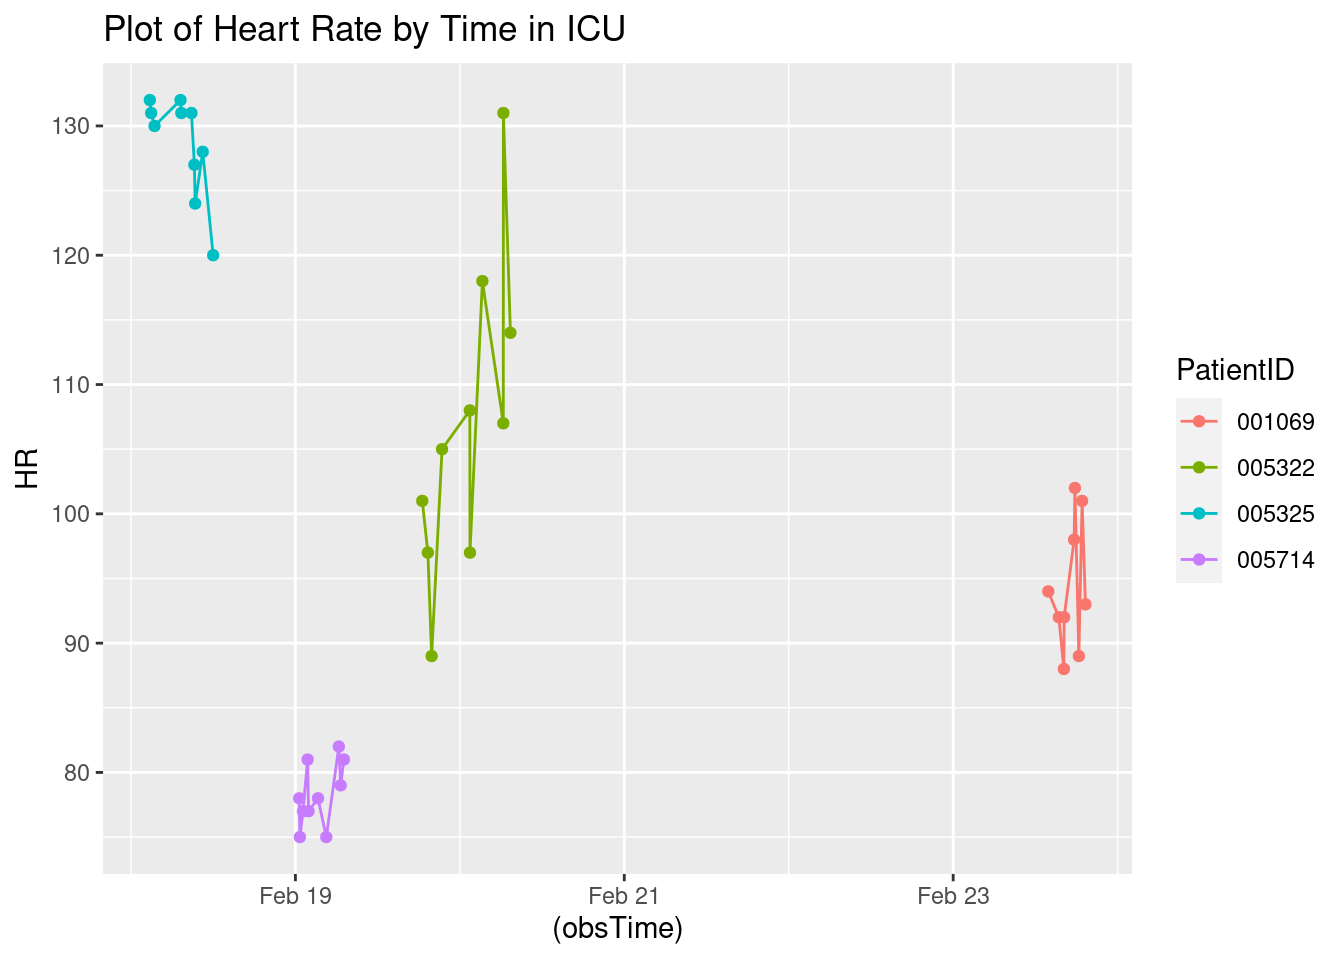 Plot of Heart Rate by Time in ICU
130
120
110
100
90
80
HR
Feb 19
Feb 21
Feb 23
(obsTime)
PatientID
001069
005322
005325
005714